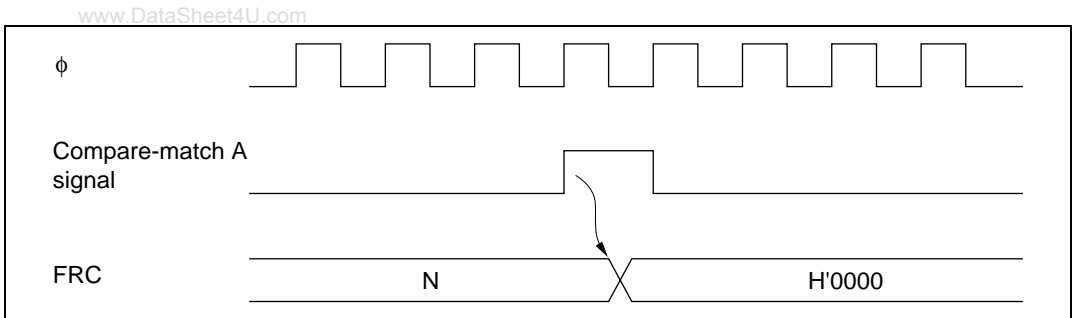 www.DataSheet4U.com
ϕ
Compare-match A
signal
FRC
N
H'0000